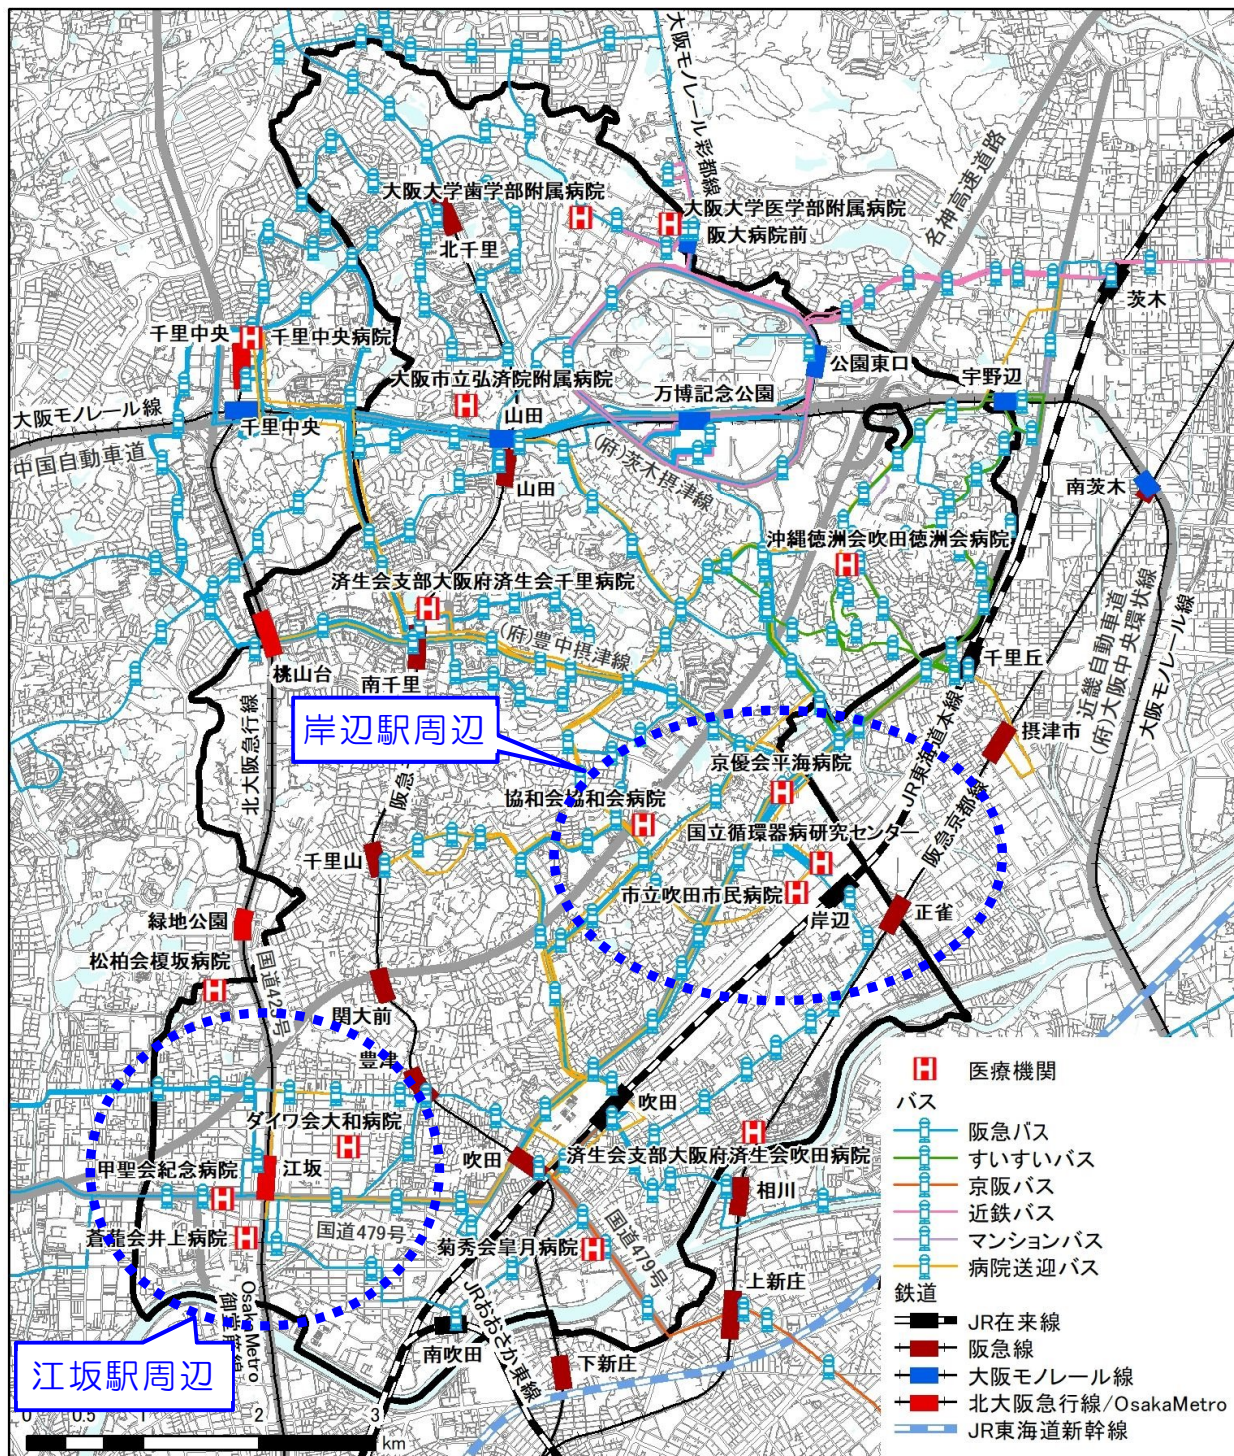 大阪モノレール彩都線
名神高速道路
大阪大学歯学部附属病院
大阪大学医学部附属病院
阪大病院前
北千里
茨木
千里中央
千里中央病院
公園東口
大阪市立弘済院附属病院
宇野辺
万博記念公園
大阪モノレール線
山田
千里中央
中国自動車道
(府)茨木摂津線
山田
南茨木
沖縄徳洲会吹田徳洲会病院
済生会支部大阪府済生会千里病院
(府)豊中摂津線
千里丘
桃山台
南千里
近畿自動車道
(府)大阪中央環状線
大阪モノレール線
岸辺駅周辺
摂津市
JR東海道本線
北大阪急行線
京優会平海病院
阪急千
協和会協和会病院
国立循環器病研究センター
阪急京都線
千里山
市立吹田市民病院
岸辺
正雀
緑地公園
松柏会榎坂病院
国道423号
関大前
豊津
吹田
ダイワ会大和病院
吹田
済生会支部大阪府済生会吹田病院
甲聖会紀念病院
江坂
相川
国道479号
蒼龍会井上病院
菊秀会皐月病院
国道479号
上新庄
Osaka Metro
御堂筋線
JRおおさか東線
南吹田
下新庄
江坂駅周辺
0 0.5 1 2 3
km
医療機関
バス
阪急バス
すいすいバス
京阪バス
近鉄バス
マンションバス
病院送迎バス
鉄道
JR在来線
阪急線
大阪モノレール線
北大阪急行線/OsakaMetro
JR東海道新幹線